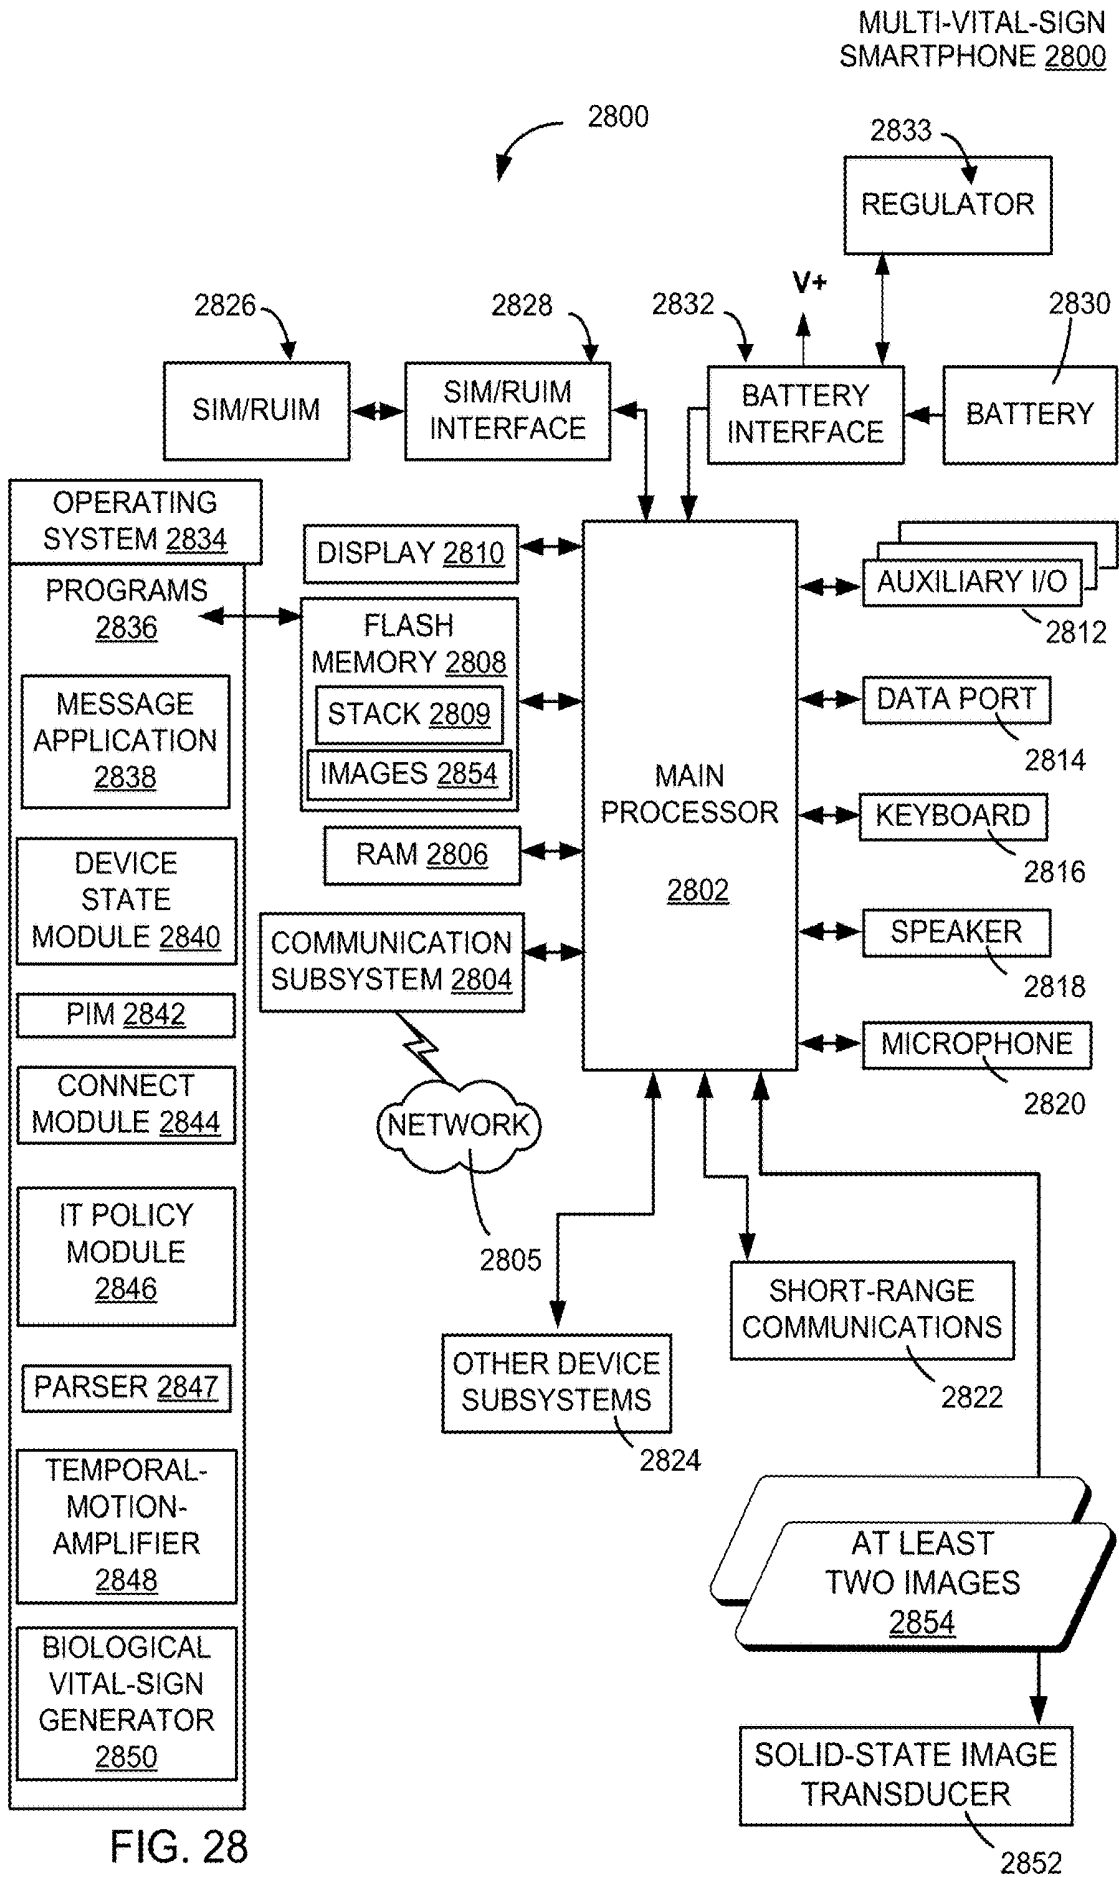 MULTI-VITAL-SIGN
SMARTPHONE 2800
2800
2833
REGULATOR
V+
2826
2828
2832
2830
SIM/RUIM
SIM/RUIM
INTERFACE
BATTERY
INTERFACE
BATTERY
OPERATING
SYSTEM 2834
PROGRAMS
2836
MESSAGE
APPLICATION
2838
DEVICE
STATE
MODULE 2840
PIM 2842
CONNECT
MODULE 2844
IT POLICY
MODULE
2846
PARSER 2847
TEMPORAL-
MOTION-
AMPLIFIER
2848
BIOLOGICAL
VITAL-SIGN
GENERATOR
2850
DISPLAY 2810
FLASH
MEMORY 2808
STACK 2809
IMAGES 2854
RAM 2806
COMMUNICATION
SUBSYSTEM 2804
NETWORK
2805
MAIN
PROCESSOR
2802
AUXILIARY I/O
2812
DATA PORT
2814
KEYBOARD
2816
SPEAKER
2818
MICROPHONE
2820
SHORT-RANGE
COMMUNICATIONS
2822
OTHER DEVICE
SUBSYSTEMS
2824
AT LEAST
TWO IMAGES
2854
SOLID-STATE IMAGE
TRANSDUCER
2852
FIG. 28